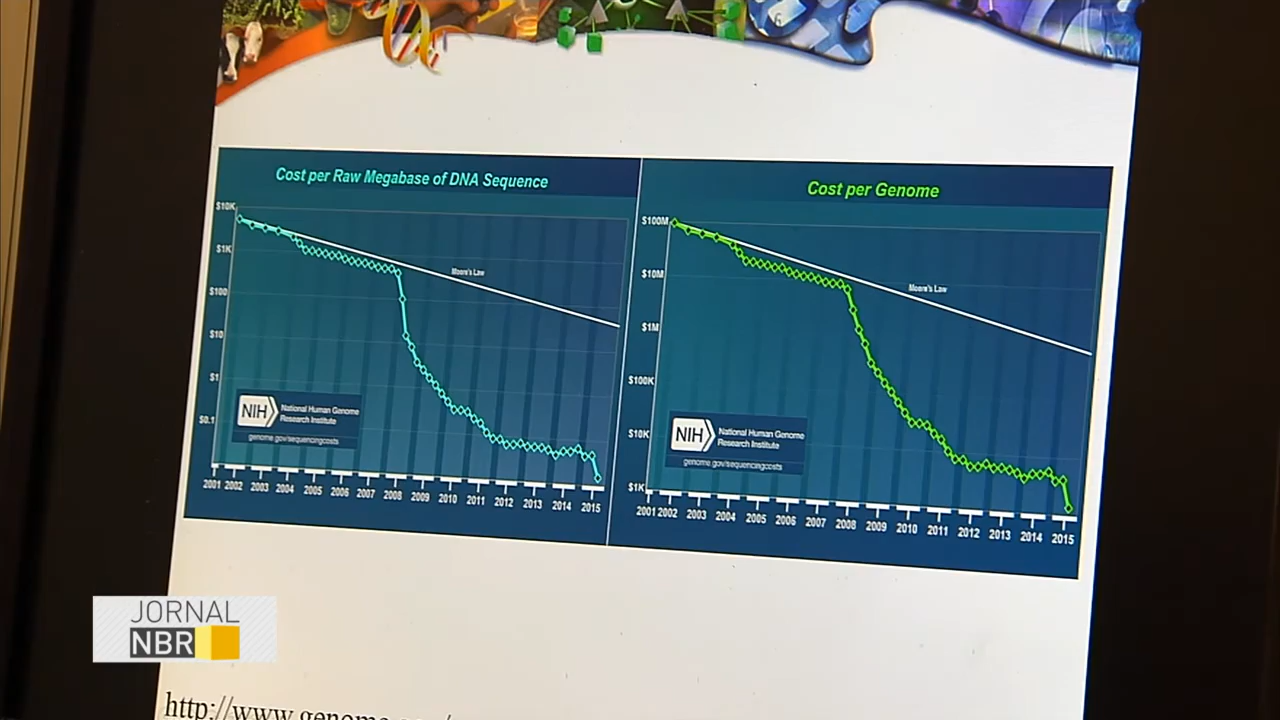 Cost per Raw Megabase of DNA Sequence
$10K
$1K
$100
$10
$1
$0.1
Moore's Law
NIH
National Human Genome
Research Institute
genome.gov/sequencingcosts
2001 2002 2003 2004 2005 2006 2007 2008 2009 2010 2011 2012 2013 2014 2015
Cost per Genome
$100M
$10M
$1M
$100K
$10K
$1K
Moore's Law
NIH
National Human Genome
Research Institute
genome.gov/sequencingcosts
2001 2002 2003 2004 2005 2006 2007 2008 2009 2010 2011 2012 2013 2014 2015
JORNAL
NBR